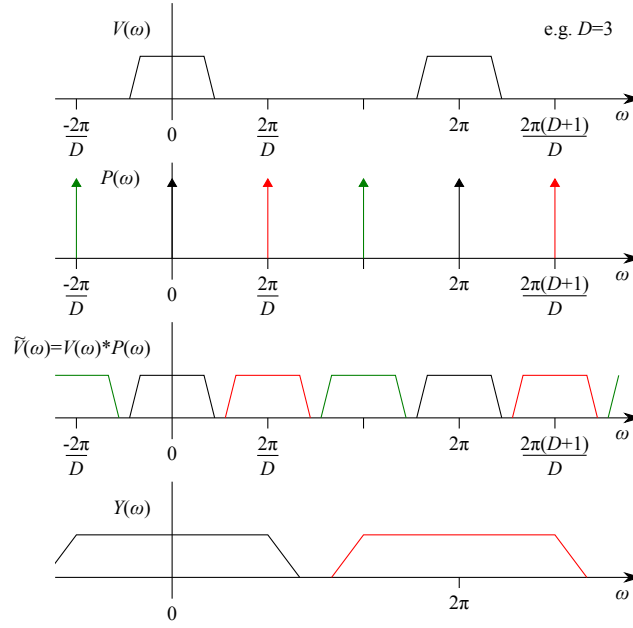 V(ω)
e.g. D=3
-2π/D 0 2π/D 2π 2π(D+1)/D ω
P(ω)
-2π/D 0 2π/D 2π 2π(D+1)/D ω
Ṽ(ω)=V(ω)*P(ω)
-2π/D 0 2π/D 2π 2π(D+1)/D ω
Y(ω)
0 2π ω